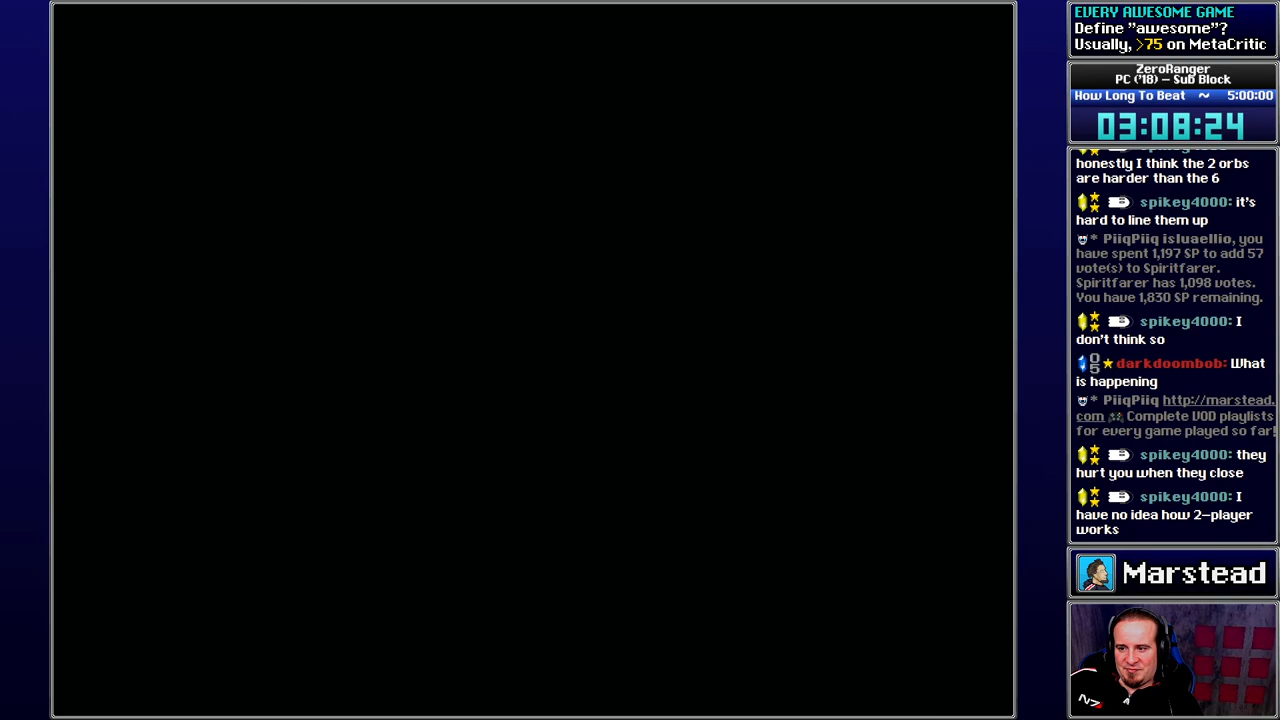 EVERY AWESOME GAME
Define "awesome"?
Usually, >75 on MetaCritic
ZeroRanger
PC ('18) – Sub Block
How Long To Beat ~ 5:00:00
03:08:24
honestly I think the 2 orbs
are harder than the 6
spikey4000: it's
hard to line them up
* PiiqPiiq isluaellio, you
have spent 1,197 SP to add 57
vote(s) to Spiritfarer.
Spiritfarer has 1,098 votes.
You have 1,830 SP remaining.
spikey4000: I
don't think so
05 darkdoombob: What
is happening
* PiiqPiiq http://marstead.
com Complete VOD playlists
for every game played so far!
spikey4000: they
hurt you when they close
spikey4000: I
have no idea how 2-player
works
Marstead